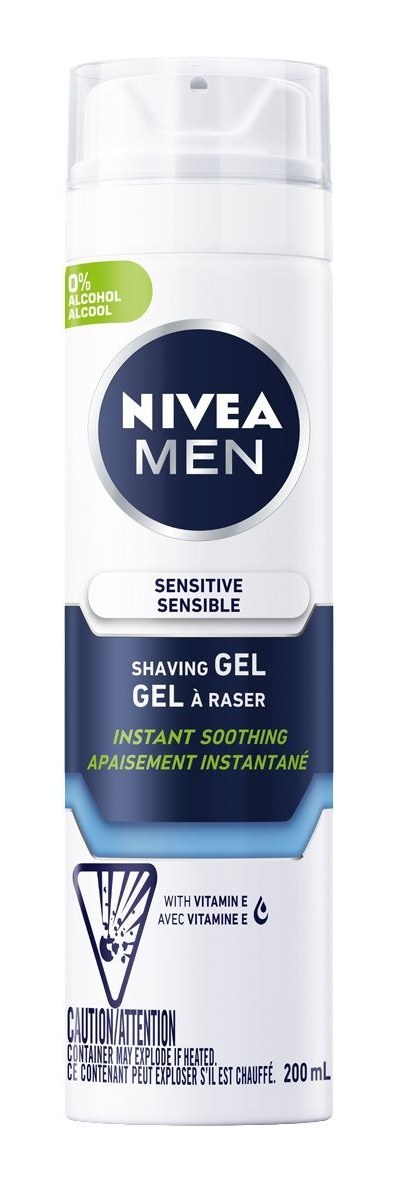 0%
ALCOHOL
ALCOOL
NIVEA
MEN
SENSITIVE
SENSIBLE
SHAVING GEL
GEL À RASER
INSTANT SOOTHING
APAISEMENT INSTANTANÉ
WITH VITAMIN E
AVEC VITAMINE E
CAUTION/ATTENTION
CONTAINER MAY EXPLODE IF HEATED.
CE CONTENANT PEUT EXPLOSER S'IL EST CHAUFFÉ. 200 mL